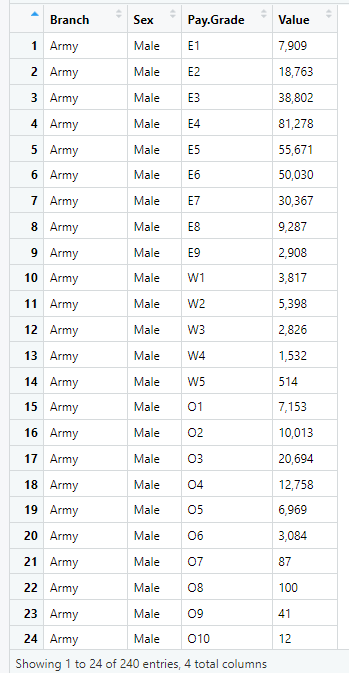 Branch Sex Pay.Grade Value
1 Army Male E1 7,909
2 Army Male E2 18,763
3 Army Male E3 38,802
4 Army Male E4 81,278
5 Army Male E5 55,671
6 Army Male E6 50,030
7 Army Male E7 30,367
8 Army Male E8 9,287
9 Army Male E9 2,908
10 Army Male W1 3,817
11 Army Male W2 5,398
12 Army Male W3 2,826
13 Army Male W4 1,532
14 Army Male W5 514
15 Army Male O1 7,153
16 Army Male O2 10,013
17 Army Male O3 20,694
18 Army Male O4 12,758
19 Army Male O5 6,969
20 Army Male O6 3,084
21 Army Male O7 87
22 Army Male O8 100
23 Army Male O9 41
24 Army Male O10 12
Showing 1 to 24 of 240 entries, 4 total columns